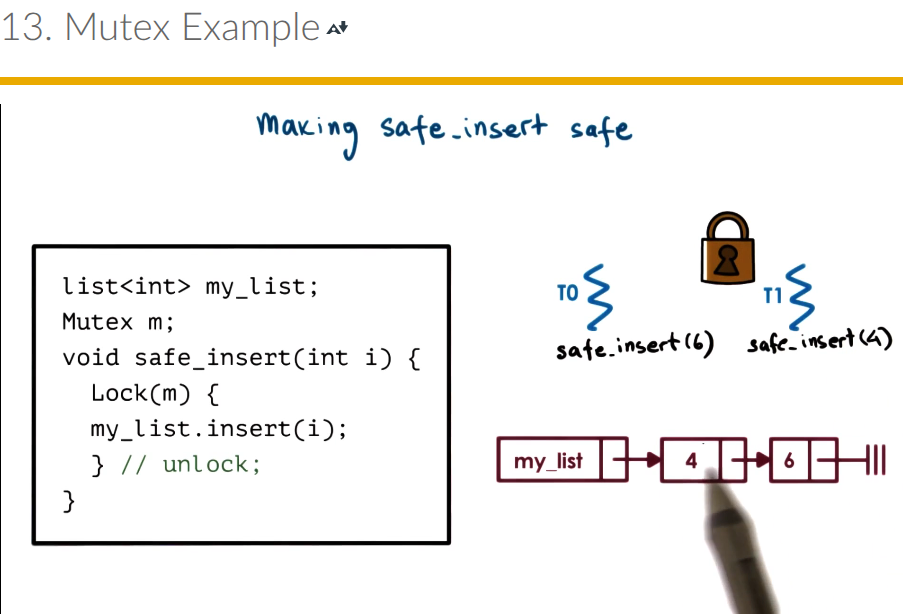 13. Mutex Example
making safe_insert safe
list<int> my_list;
Mutex m;
void safe_insert(int i) {
Lock(m) {
my_list.insert(i);
} // unlock;
}
T0
safe_insert(6)
T1
safe_insert(4)
my_list
4
6